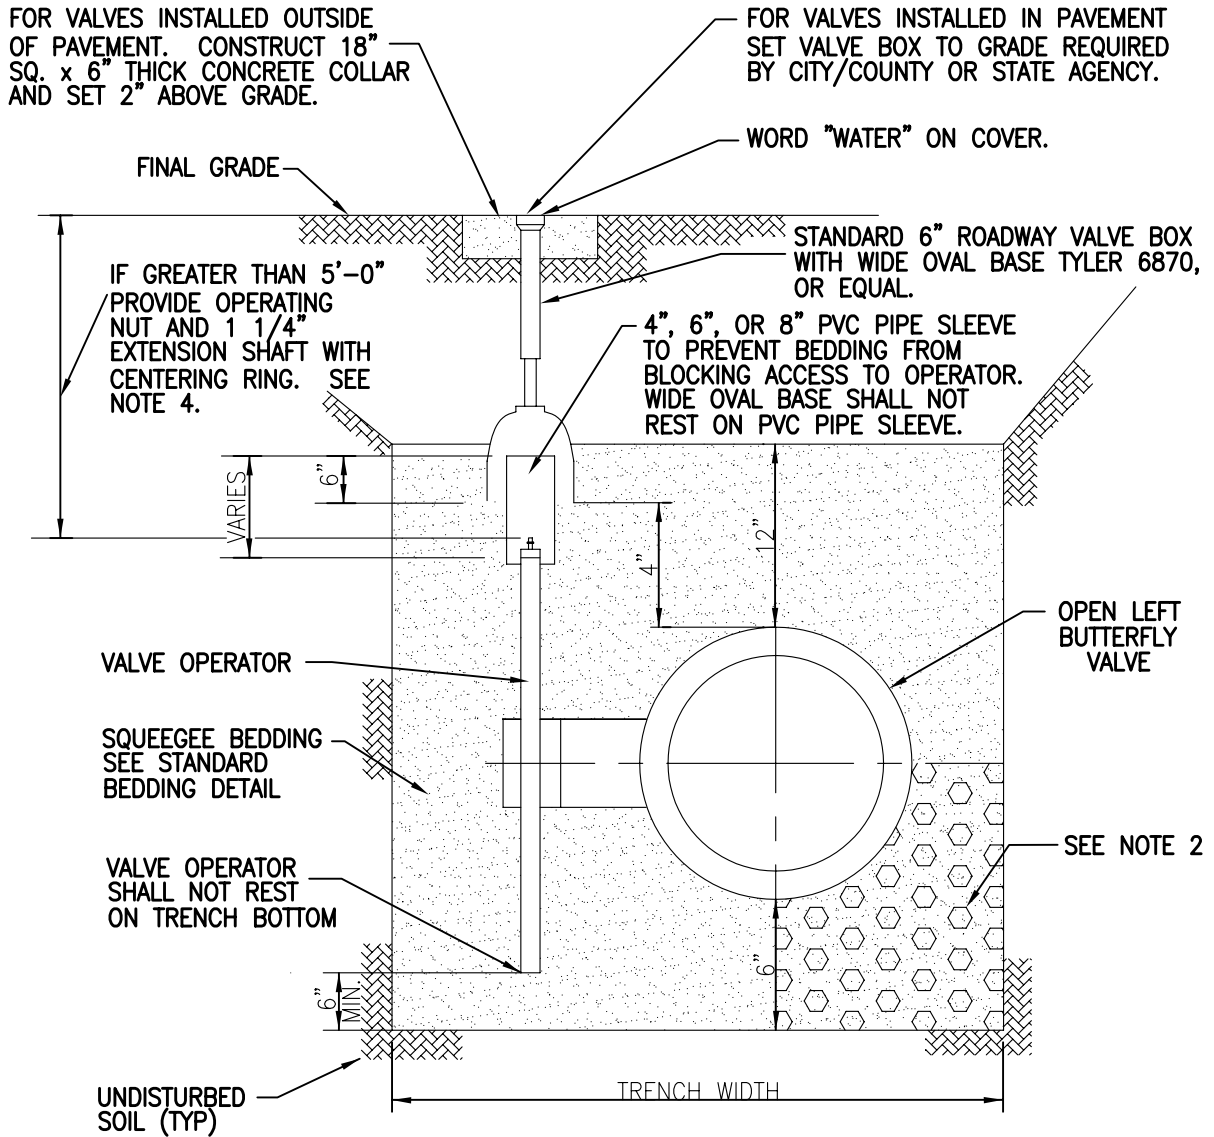 FOR VALVES INSTALLED OUTSIDE
OF PAVEMENT. CONSTRUCT 18"
SQ. x 6" THICK CONCRETE COLLAR
AND SET 2" ABOVE GRADE.
FOR VALVES INSTALLED IN PAVEMENT
SET VALVE BOX TO GRADE REQUIRED
BY CITY/COUNTY OR STATE AGENCY.
WORD "WATER" ON COVER.
FINAL GRADE
STANDARD 6" ROADWAY VALVE BOX
WITH WIDE OVAL BASE TYLER 6870,
OR EQUAL.
IF GREATER THAN 5'-0"
PROVIDE OPERATING
NUT AND 1 1/4"
EXTENSION SHAFT WITH
CENTERING RING. SEE
NOTE 4.
4", 6", OR 8" PVC PIPE SLEEVE
TO PREVENT BEDDING FROM
BLOCKING ACCESS TO OPERATOR.
WIDE OVAL BASE SHALL NOT
REST ON PVC PIPE SLEEVE.
VARIES
6"
4"
12"
OPEN LEFT
BUTTERFLY
VALVE
VALVE OPERATOR
SQUEEGEE BEDDING
SEE STANDARD
BEDDING DETAIL
SEE NOTE 2
VALVE OPERATOR
SHALL NOT REST
ON TRENCH BOTTOM
6"
MIN.
6"
TRENCH WIDTH
UNDISTURBED
SOIL (TYP)